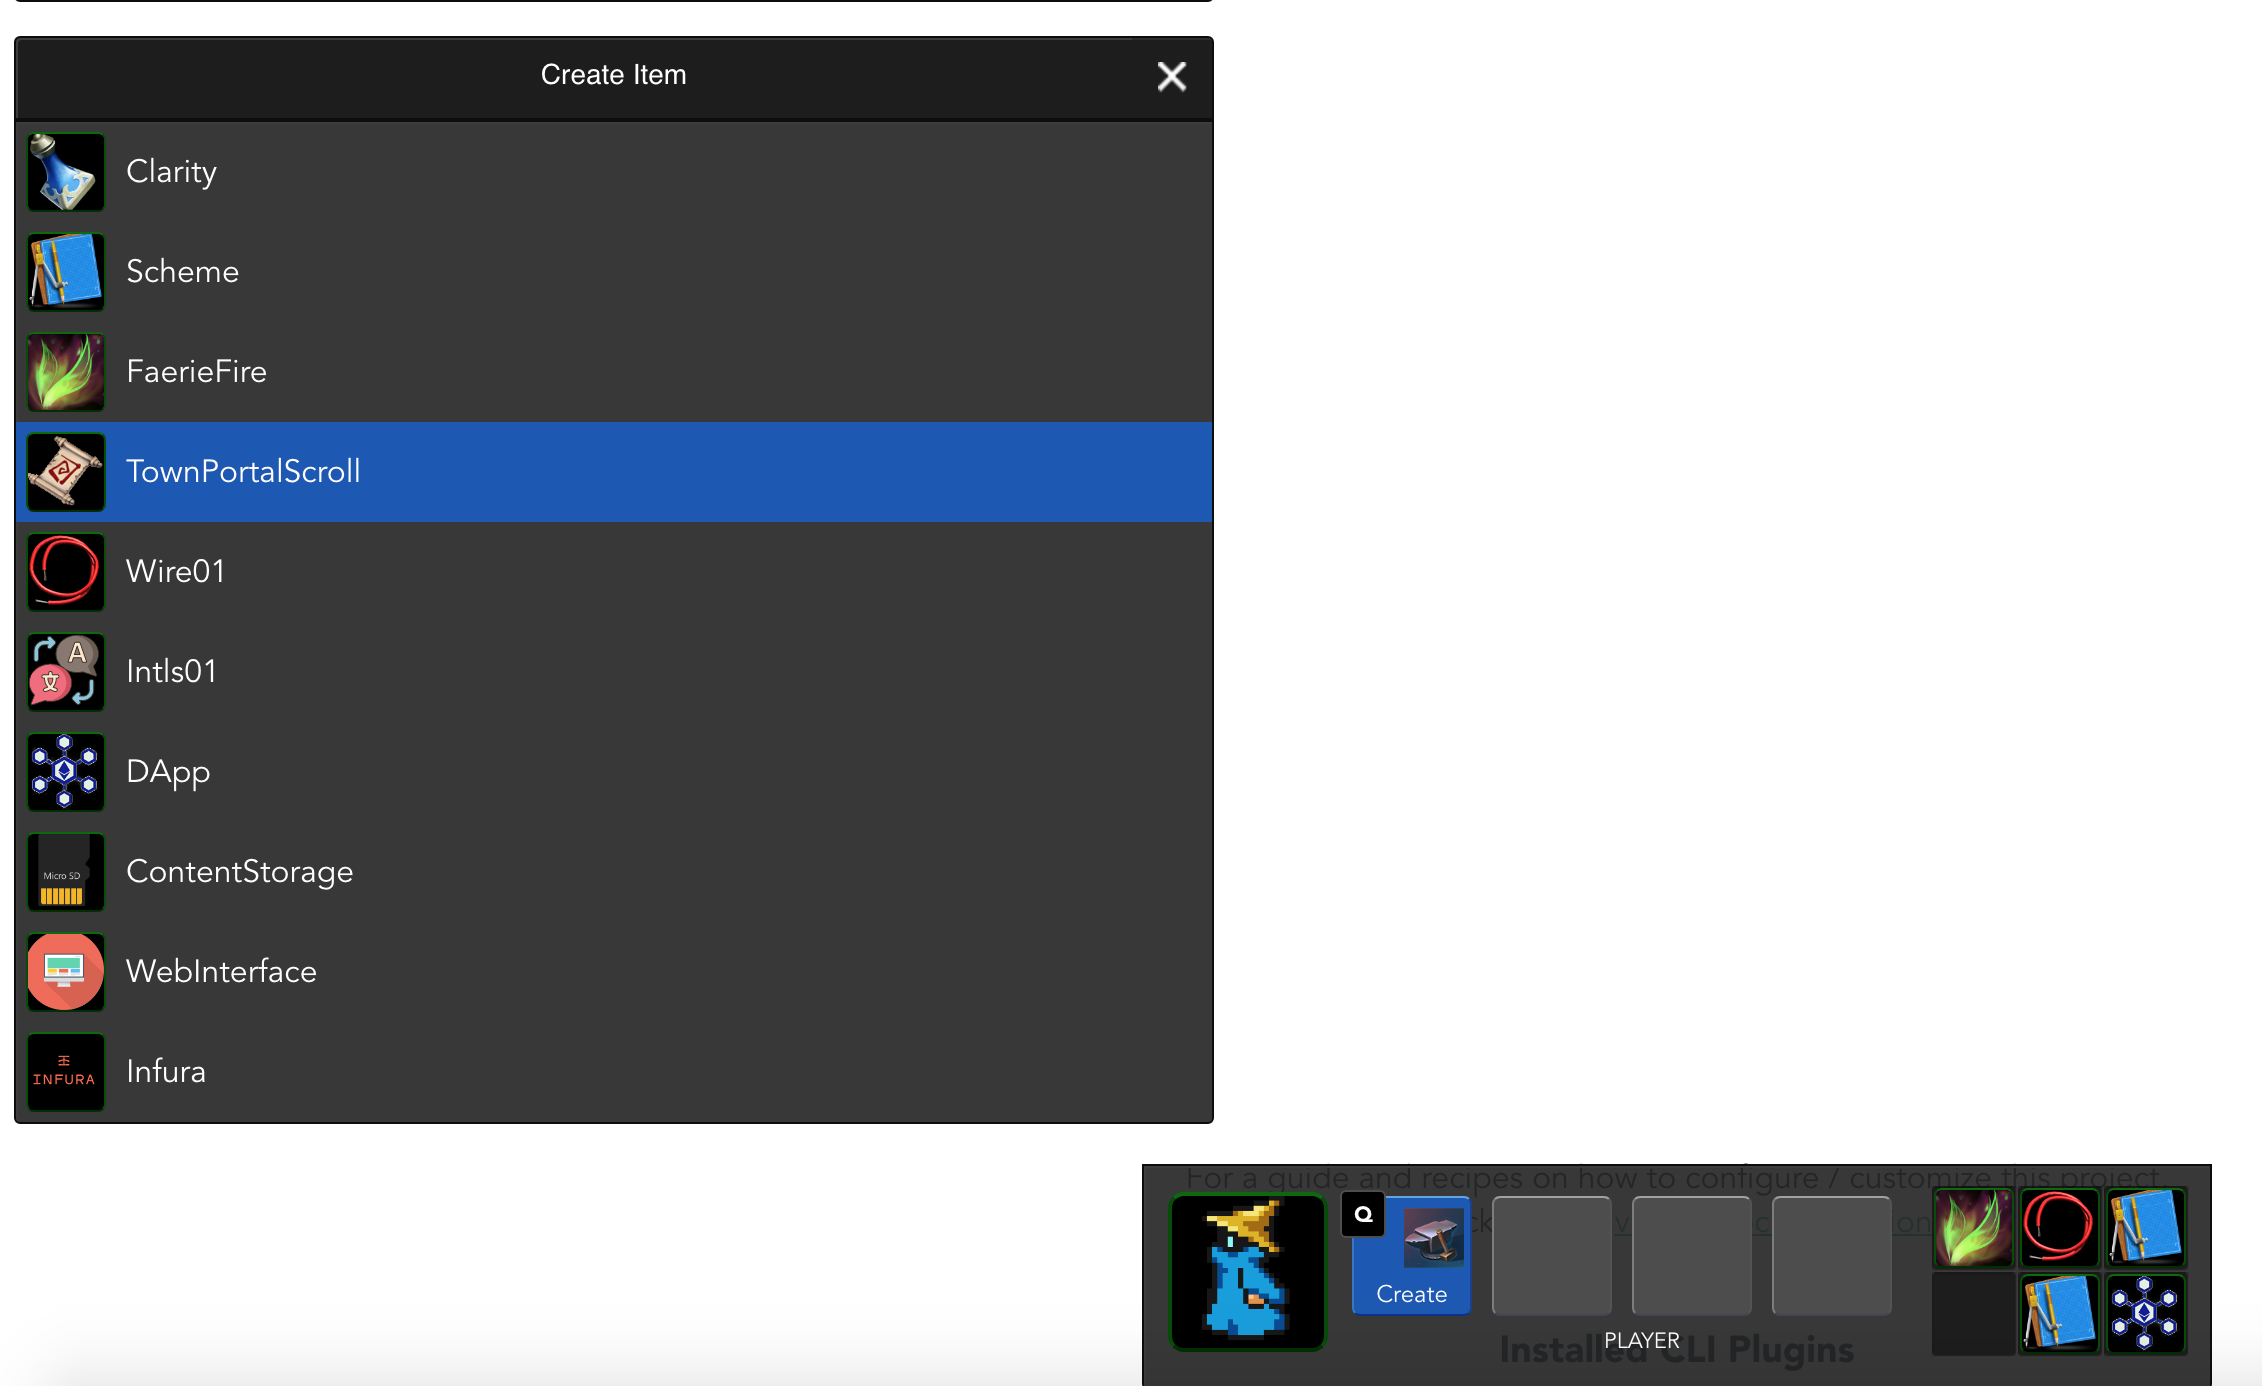 Create Item
Clarity
Scheme
FaerieFire
TownPortalScroll
Wire01
A
文
Intls01
DApp
Micro SD
ContentStorage
WebInterface
INFURA
Infura
For a guide and recipes on how to configure / customize this project,
Q
Create
PLAYER
Installed CLI Plugins